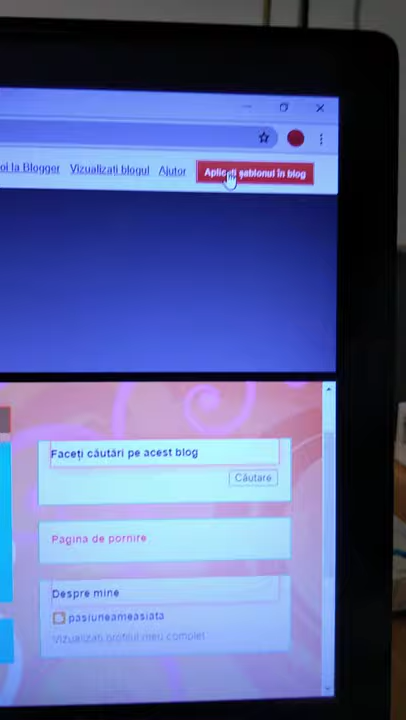 oi la Blogger Vizualizați blogul Ajutor Aplicați șablonul în blog
Faceți căutări pe acest blog
Căutare
Pagina de pornire
Despre mine
pasiuneameasiata
Vizualizați profilul meu complet